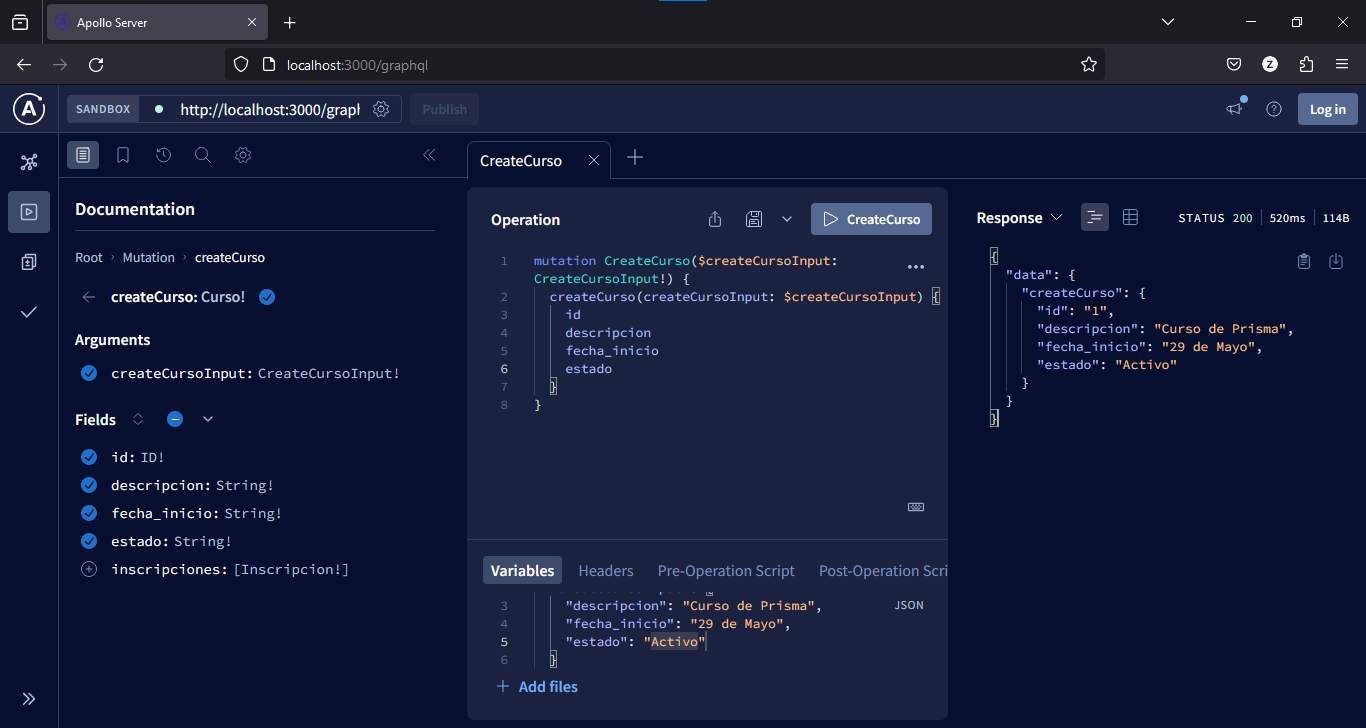 Apollo Server
localhost:3000/graphql
SANDBOX
http://localhost:3000/graph
Publish
Log in
Documentation
Root › Mutation › createCurso
createCurso: Curso!
Arguments
createCursoInput: CreateCursoInput!
Fields
id: ID!
descripcion: String!
fecha_inicio: String!
estado: String!
inscripciones: [Inscripcion!]
CreateCurso
Operation
CreateCurso
1 mutation CreateCurso($createCursoInput:
CreateCursoInput!) {
2 createCurso(createCursoInput: $createCursoInput) {
3 id
4 descripcion
5 fecha_inicio
6 estado
7 }
8 }
Variables Headers Pre-Operation Script Post-Operation Scri
JSON
3 "descripcion": "Curso de Prisma",
4 "fecha_inicio": "29 de Mayo",
5 "estado": "Activo"
6 }
Add files
Response
STATUS 200 520ms 114B
{
"data": {
"createCurso": {
"id": "1",
"descripcion": "Curso de Prisma",
"fecha_inicio": "29 de Mayo",
"estado": "Activo"
}
}
}